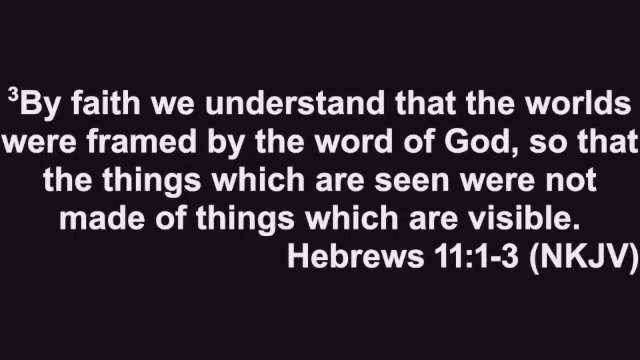 ³By faith we understand that the worlds
were framed by the word of God, so that
the things which are seen were not
made of things which are visible.
Hebrews 11:1-3 (NKJV)